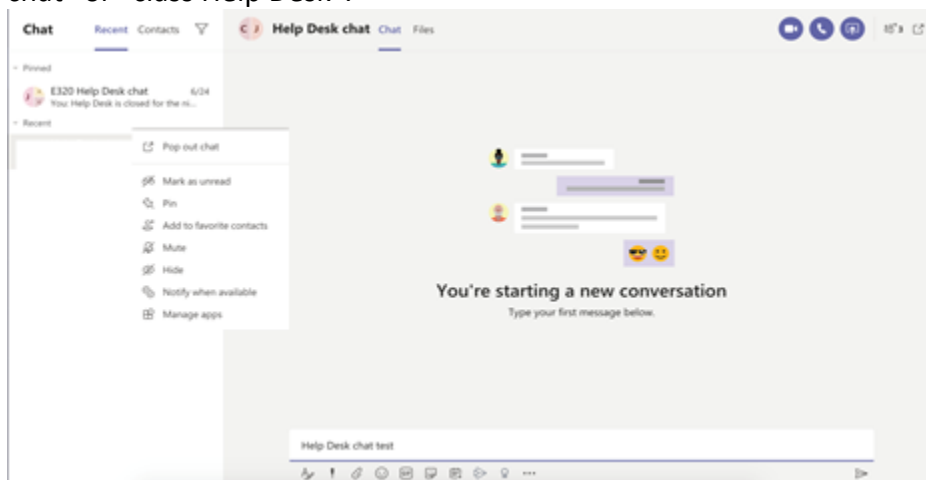 Chat Recent Contacts Help Desk chat Chat Files
Pinned
E320 Help Desk chat 6/24
You: Help Desk is closed for the ni...
Recent
Pop out chat
Mark as unread
Pin
Add to favorite contacts
Mute
Hide
Notify when available
Manage apps
You're starting a new conversation
Type your first message below.
Help Desk chat test